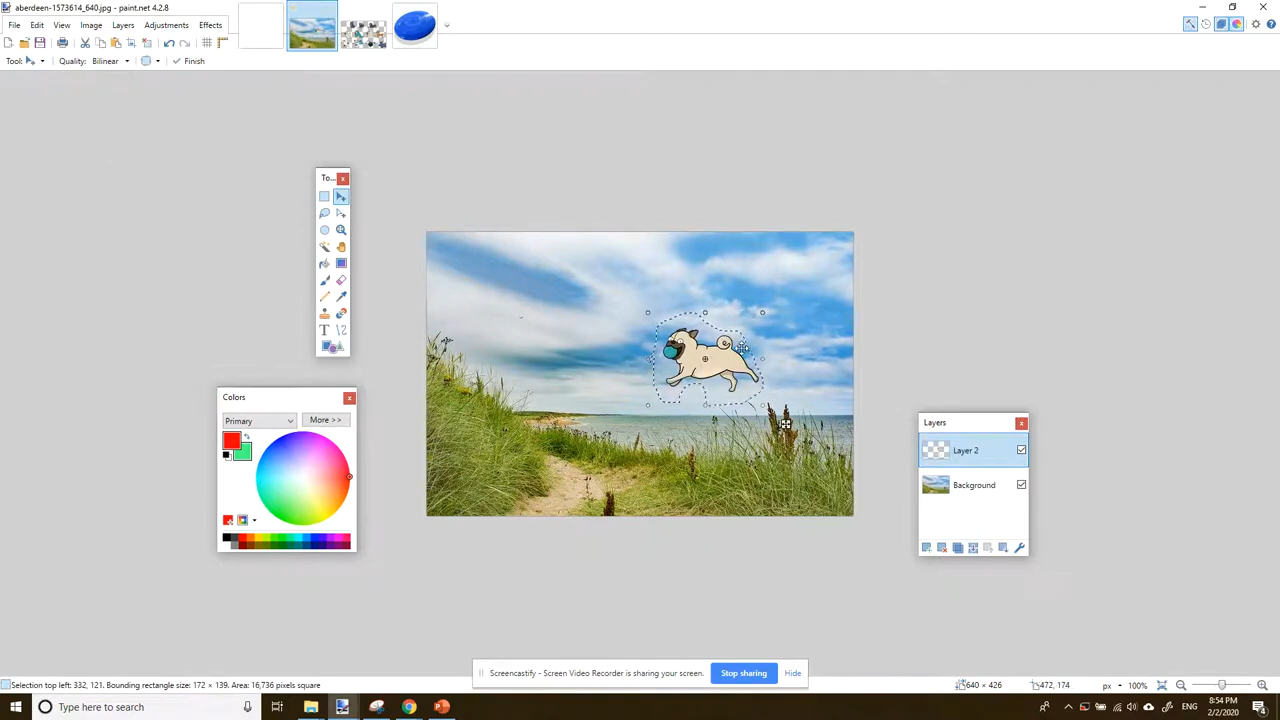 aberdeen-1573614_640.jpg - paint.net 4.2.8
File Edit View Image Layers Adjustments Effects
Tool: Quality: Bilinear Finish
To...
T
Colors
Primary More >>
Layers
Layer 2
Background
Screencastify - Screen Video Recorder is sharing your screen. Stop sharing Hide
Selection top left: 332, 121. Bounding rectangle size: 172 × 139. Area: 16,736 pixels square 640 × 426 472, 174 px 100%
Type here to search
ENG 8:54 PM
2/2/2020
4